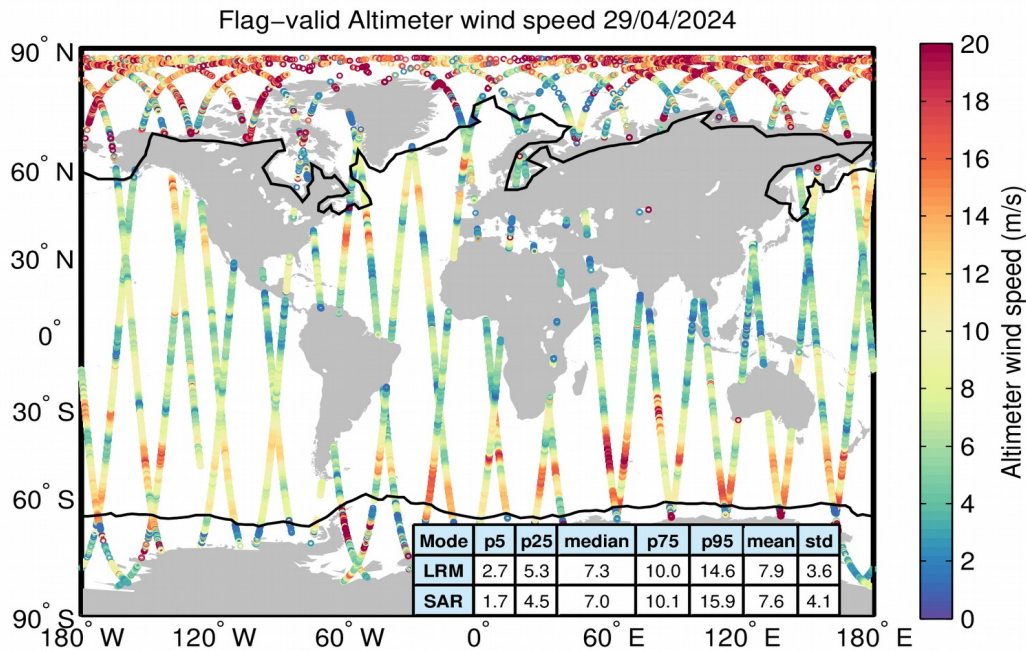 Flag−valid Altimeter wind speed 29/04/2024
90° N
60° N
30° N
0°
30° S
60° S
90° S
180° W
120° W
60° W
0°
60° E
120° E
180° E
Mode p5 p25 median p75 p95 mean std
LRM 2.7 5.3 7.3 10.0 14.6 7.9 3.6
SAR 1.7 4.5 7.0 10.1 15.9 7.6 4.1
20
18
16
14
12
10
8
6
4
2
0
Altimeter wind speed (m/s)